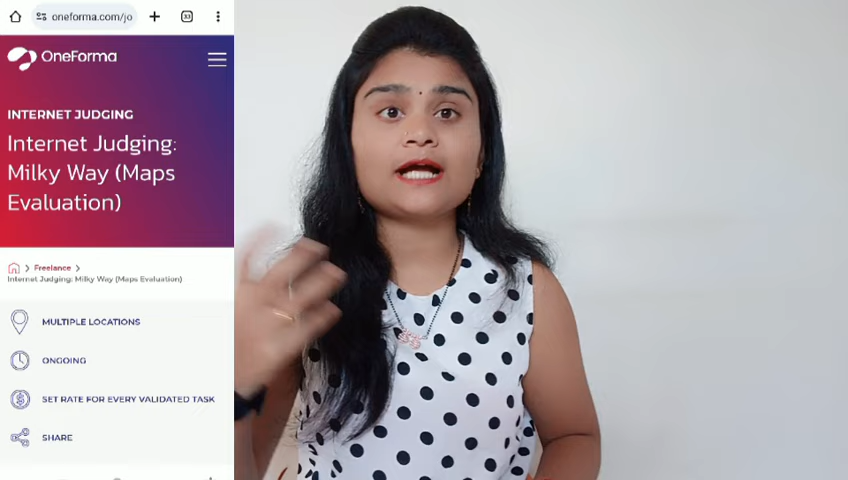 oneforma.com/jo
33
OneForma
INTERNET JUDGING
Internet Judging:
Milky Way (Maps
Evaluation)
Freelance
Internet Judging: Milky Way (Maps Evaluation)
MULTIPLE LOCATIONS
ONGOING
SET RATE FOR EVERY VALIDATED TASK
SHARE